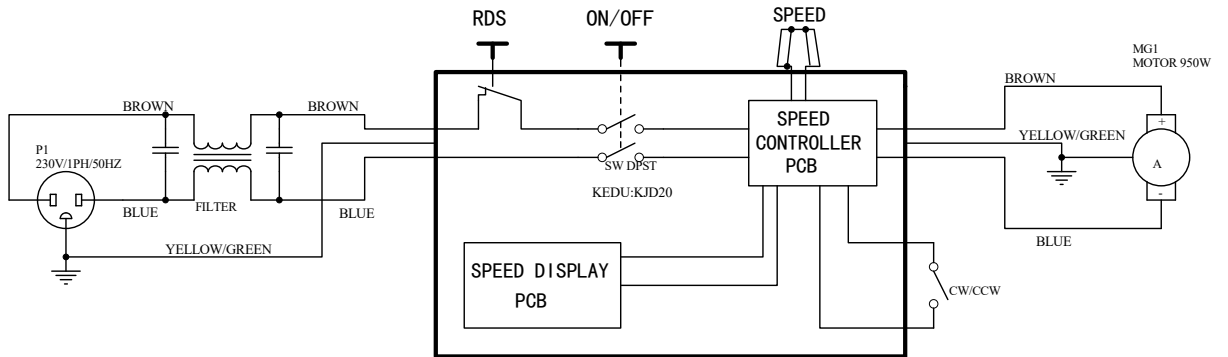 RDS
ON/OFF
SPEED
MG1
MOTOR 950W
BROWN
BROWN
BROWN
P1
230V/1PH/50HZ
SPEED
CONTROLLER
PCB
YELLOW/GREEN
+
A
-
SW DPST
KEDU:KJD20
BLUE
FILTER
BLUE
BLUE
YELLOW/GREEN
SPEED DISPLAY
PCB
CW/CCW